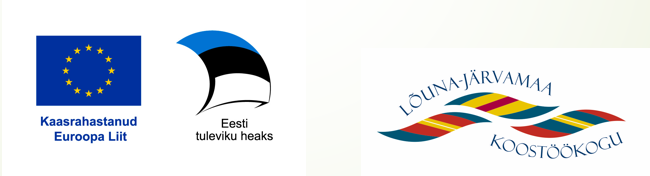 Kaasrahastanud
Euroopa Liit
Eesti
tuleviku heaks
LÕUNA-JÄRVAMAA
KOOSTÖÖKOGU